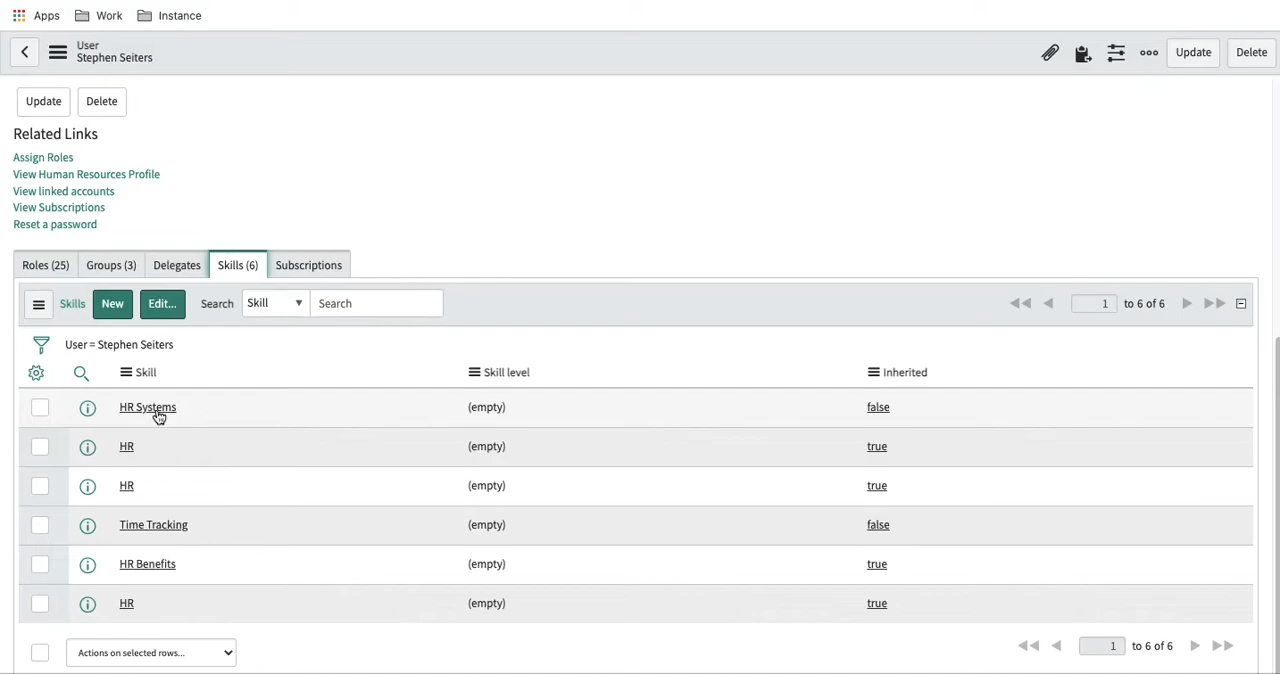 Apps Work Instance
User
Stephen Seiters
Update Delete
Update Delete
Related Links
Assign Roles
View Human Resources Profile
View linked accounts
View Subscriptions
Reset a password
Roles (25) Groups (3) Delegates Skills (6) Subscriptions
Skills New Edit... Search Skill Search 1 to 6 of 6
User = Stephen Seiters
Skill Skill level Inherited
HR Systems (empty) false
HR (empty) true
HR (empty) true
Time Tracking (empty) false
HR Benefits (empty) true
HR (empty) true
Actions on selected rows... 1 to 6 of 6